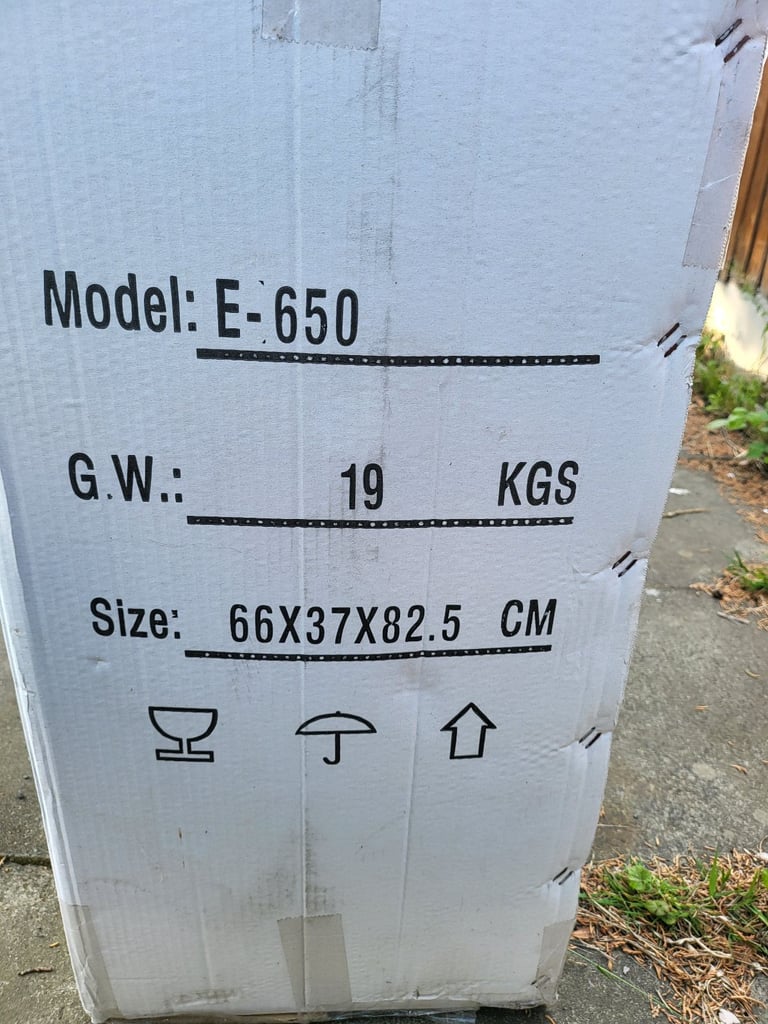 Model: E-650
G.W.: 19 KGS
Size: 66X37X82.5 CM